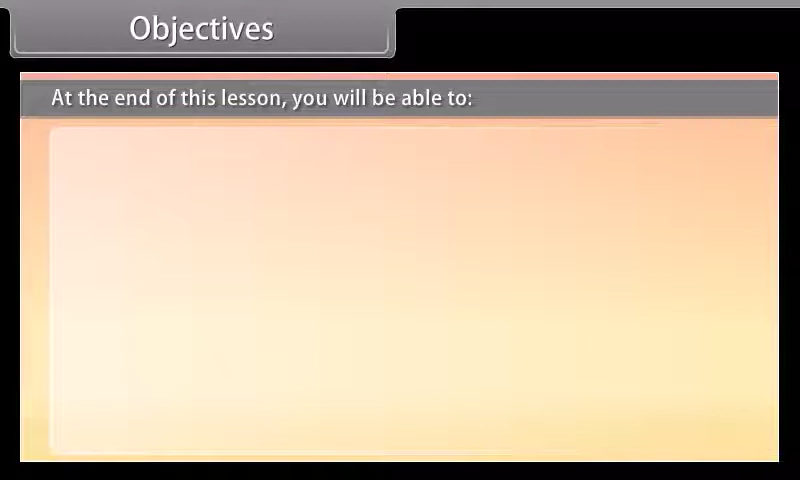 Objectives
At the end of this lesson, you will be able to: